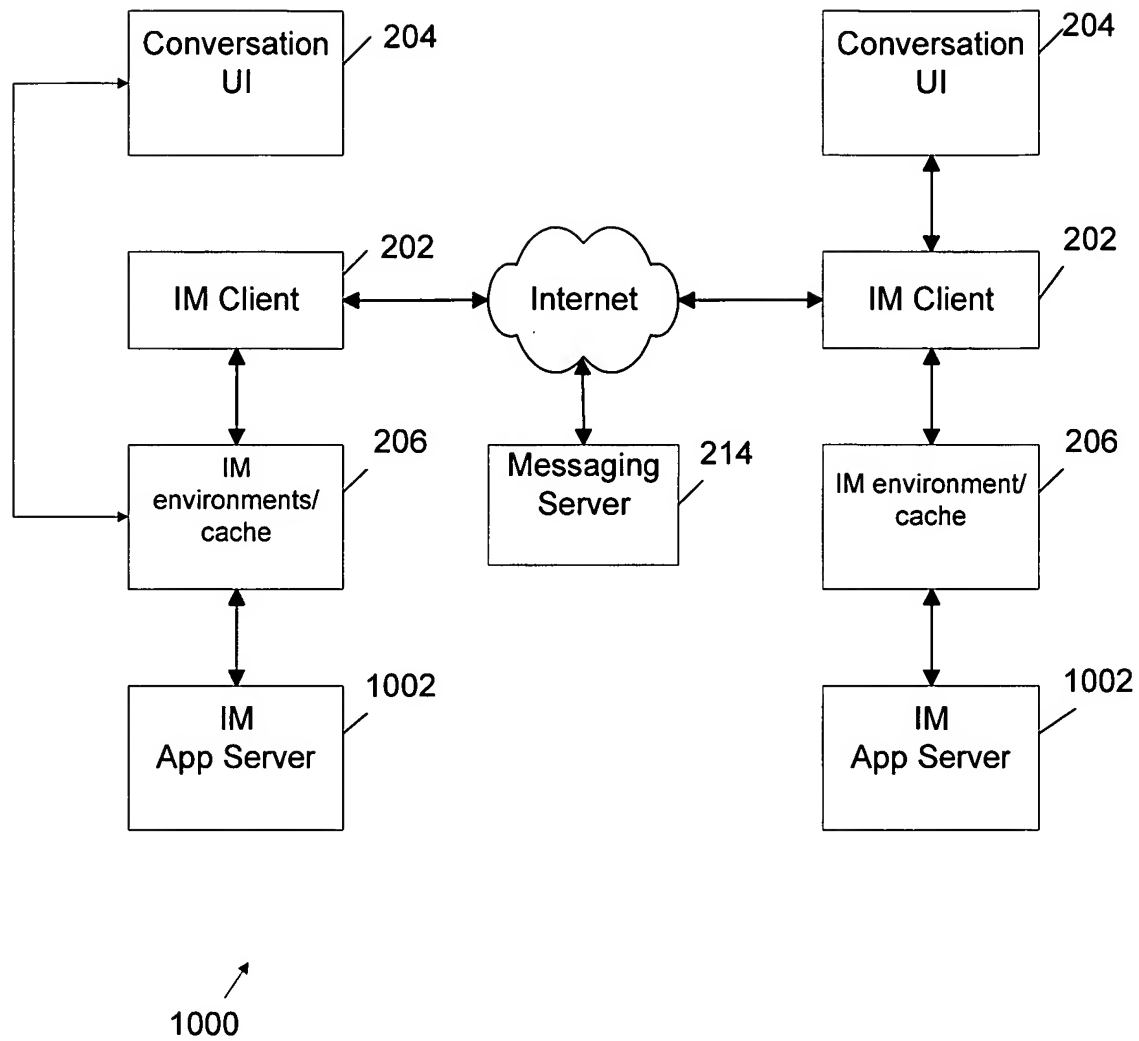 Conversation
UI
204
Conversation
UI
204
IM Client
202
Internet
IM Client
202
IM
environments/
cache
206
Messaging
Server
214
IM environment/
cache
206
IM
App Server
1002
IM
App Server
1002
1000